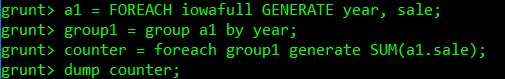 grunt> a1 = FOREACH iowafull GENERATE year, sale;
grunt> group1 = group a1 by year;
grunt> counter = foreach group1 generate SUM(a1.sale);
grunt> dump counter;